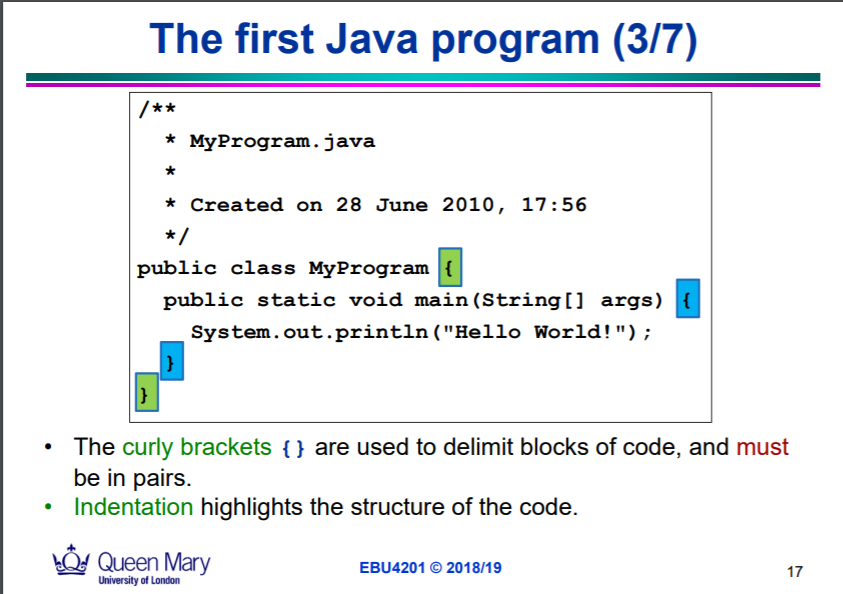 The first Java program (3/7)
/**
* MyProgram.java
*
* Created on 28 June 2010, 17:56
*/
public class MyProgram {
public static void main(String[] args) {
System.out.println("Hello World!");
}
}
• The curly brackets {} are used to delimit blocks of code, and must
be in pairs.
• Indentation highlights the structure of the code.
Queen Mary
University of London
EBU4201 © 2018/19
17